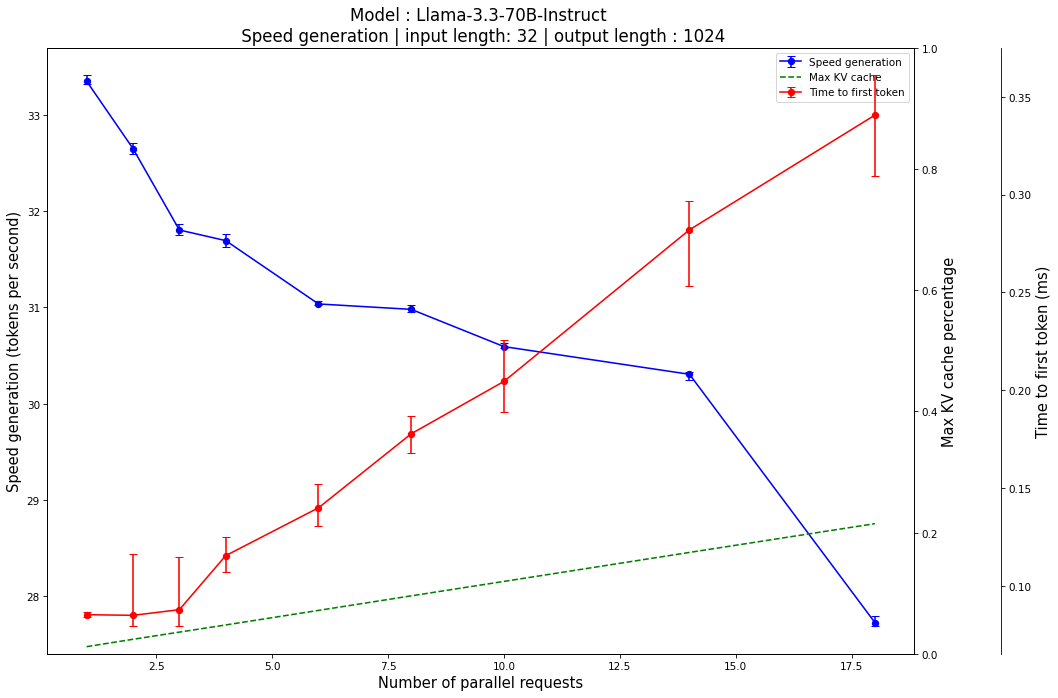 Model : Llama-3.3-70B-Instruct
Speed generation | input length: 32 | output length : 1024
Speed generation
Max KV cache
Time to first token
Speed generation (tokens per second)
33
32
31
30
29
28
2.5
5.0
7.5
10.0
12.5
15.0
17.5
Number of parallel requests
1.0
0.8
0.6
0.4
0.2
0.0
Max KV cache percentage
0.35
0.30
0.25
0.20
0.15
0.10
Time to first token (ms)